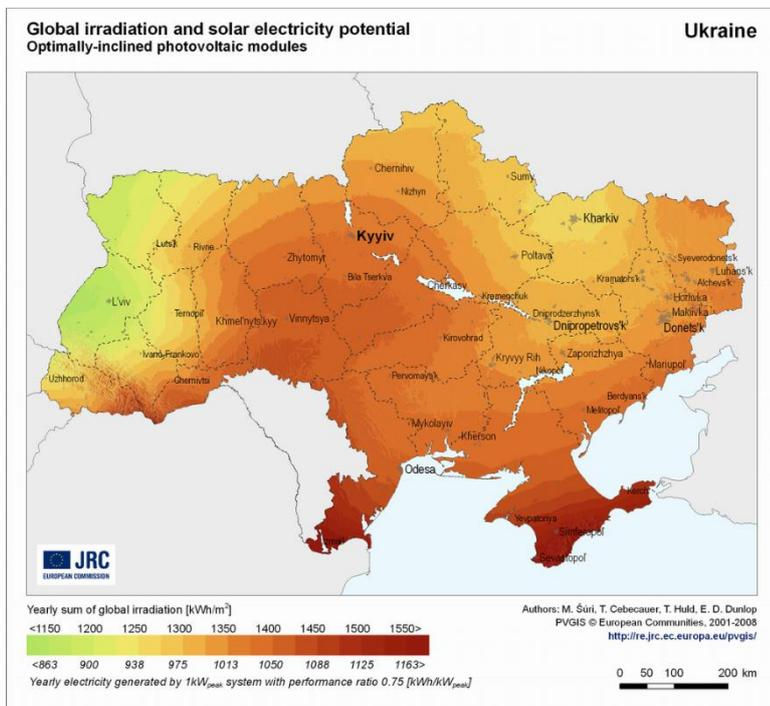 Global irradiation and solar electricity potential
Optimally-inclined photovoltaic modules
Ukraine
Chernihiv
Nizhyn
Sumy
Kharkiv
Luts'k
Rivne
Kyyiv
Zhytomyr
Poltava
Syeverodonets'k
Bila Tserkva
Luhans'k
L'viv
Cherkasy
Kramators'k
Alchevs'k
Kremenchuk
Horlivka
Ternopil'
Dniprodzerzhyns'k
Makiivka
Khmel'nyts'kyy
Vinnytsya
Dnipropetrovs'k
Donets'k
Kirovohrad
Ivano-Frankovo
Kryvyy Rih
Zaporizhzhya
Uzhhorod
Chernivtsi
Pervomays'k
Nikopol'
Mariupol'
Berdyans'k
Melitopol'
Mykolayiv
Kherson
Odesa
Kerch
Yevpatoriya
Simferopol'
Izmail
Sevastopol'
JRC
EUROPEAN COMMISSION
Yearly sum of global irradiation [kWh/m²]
<1150 1200 1250 1300 1350 1400 1450 1500 1550>
<863 900 938 975 1013 1050 1088 1125 1163>
Yearly electricity generated by 1kWpeak system with performance ratio 0.75 [kWh/kWpeak]
Authors: M. Šúri, T. Cebecauer, T. Huld, E. D. Dunlop
PVGIS © European Communities, 2001-2008
http://re.jrc.ec.europa.eu/pvgis/
0 50 100 200 km